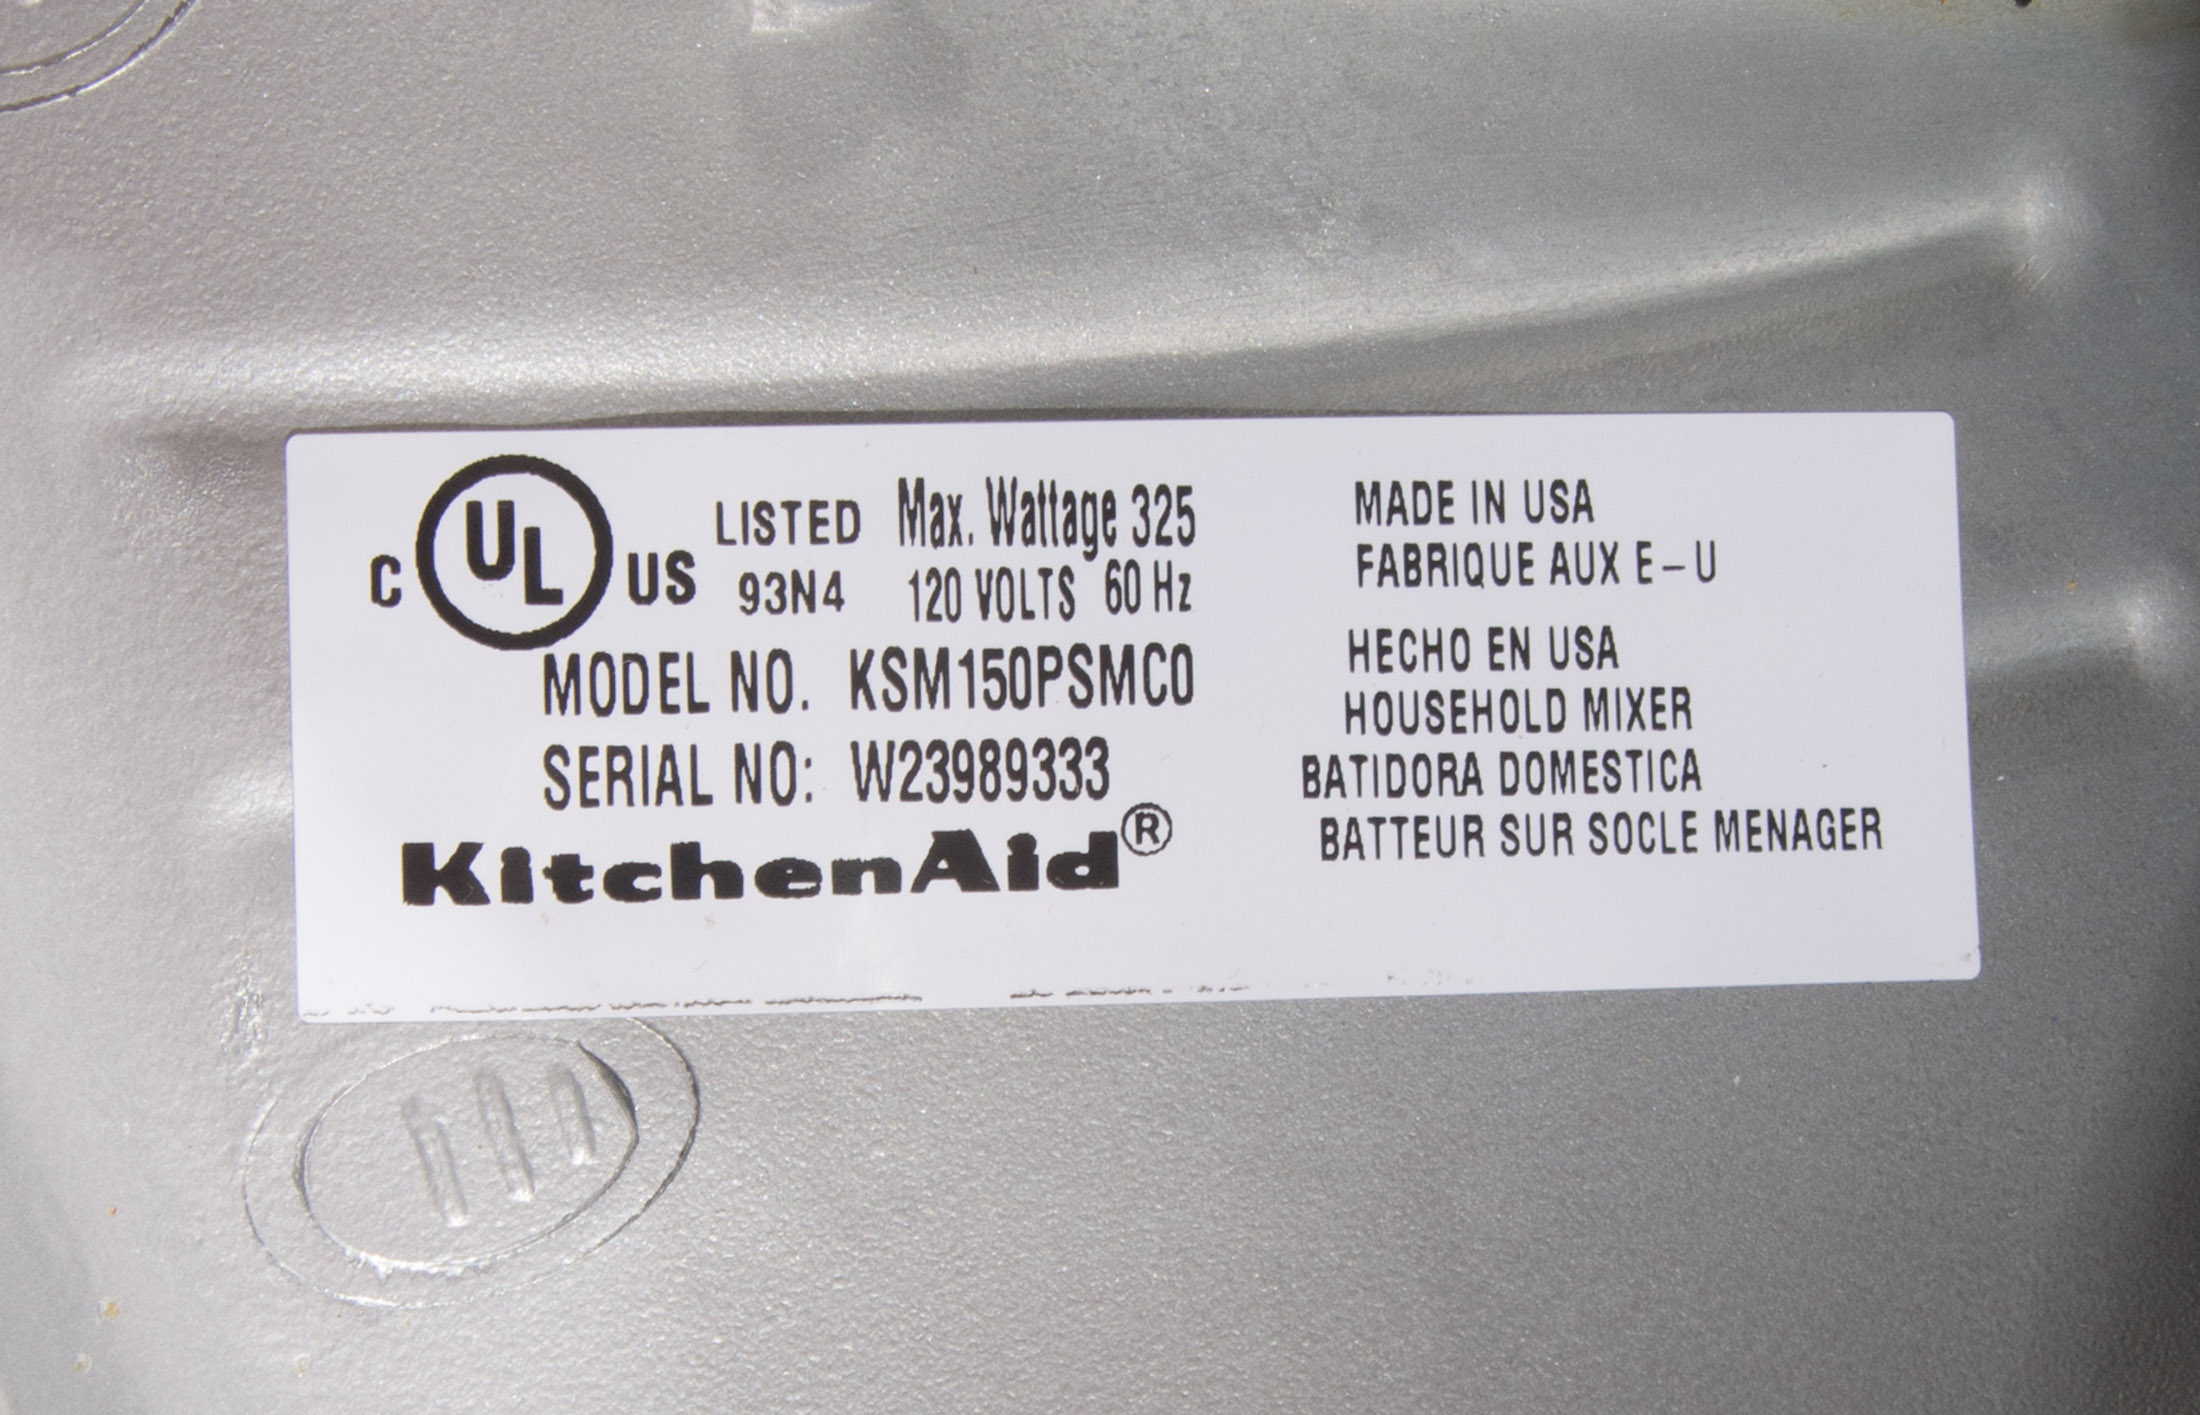 C UL US LISTED Max. Wattage 325
93N4 120 VOLTS 60 Hz
MODEL NO. KSM150PSMC0
SERIAL NO: W23989333
KitchenAid®
MADE IN USA
FABRIQUE AUX E-U
HECHO EN USA
HOUSEHOLD MIXER
BATIDORA DOMESTICA
BATTEUR SUR SOCLE MENAGER